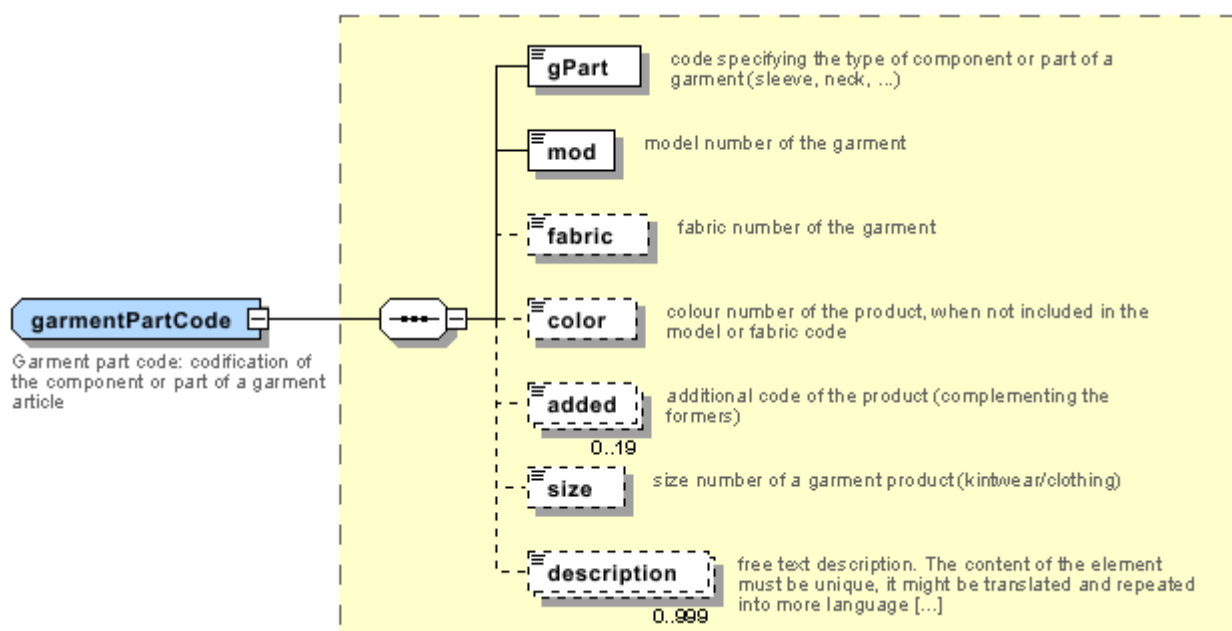 gPart
code specifying the type of component or part of a
garment (sleeve, neck, ...)
mod
model number of the garment
fabric
fabric number of the garment
garmentPartCode
Garment part code: codification of
the component or part of a garment
article
color
colour number of the product, when not included in the
model or fabric code
added
additional code of the product (complementing the
formers)
0..19
size
size number of a garment product (kintwear/clothing)
description
free text description. The content of the element
must be unique, it might be translated and repeated
into more language [...]
0..999